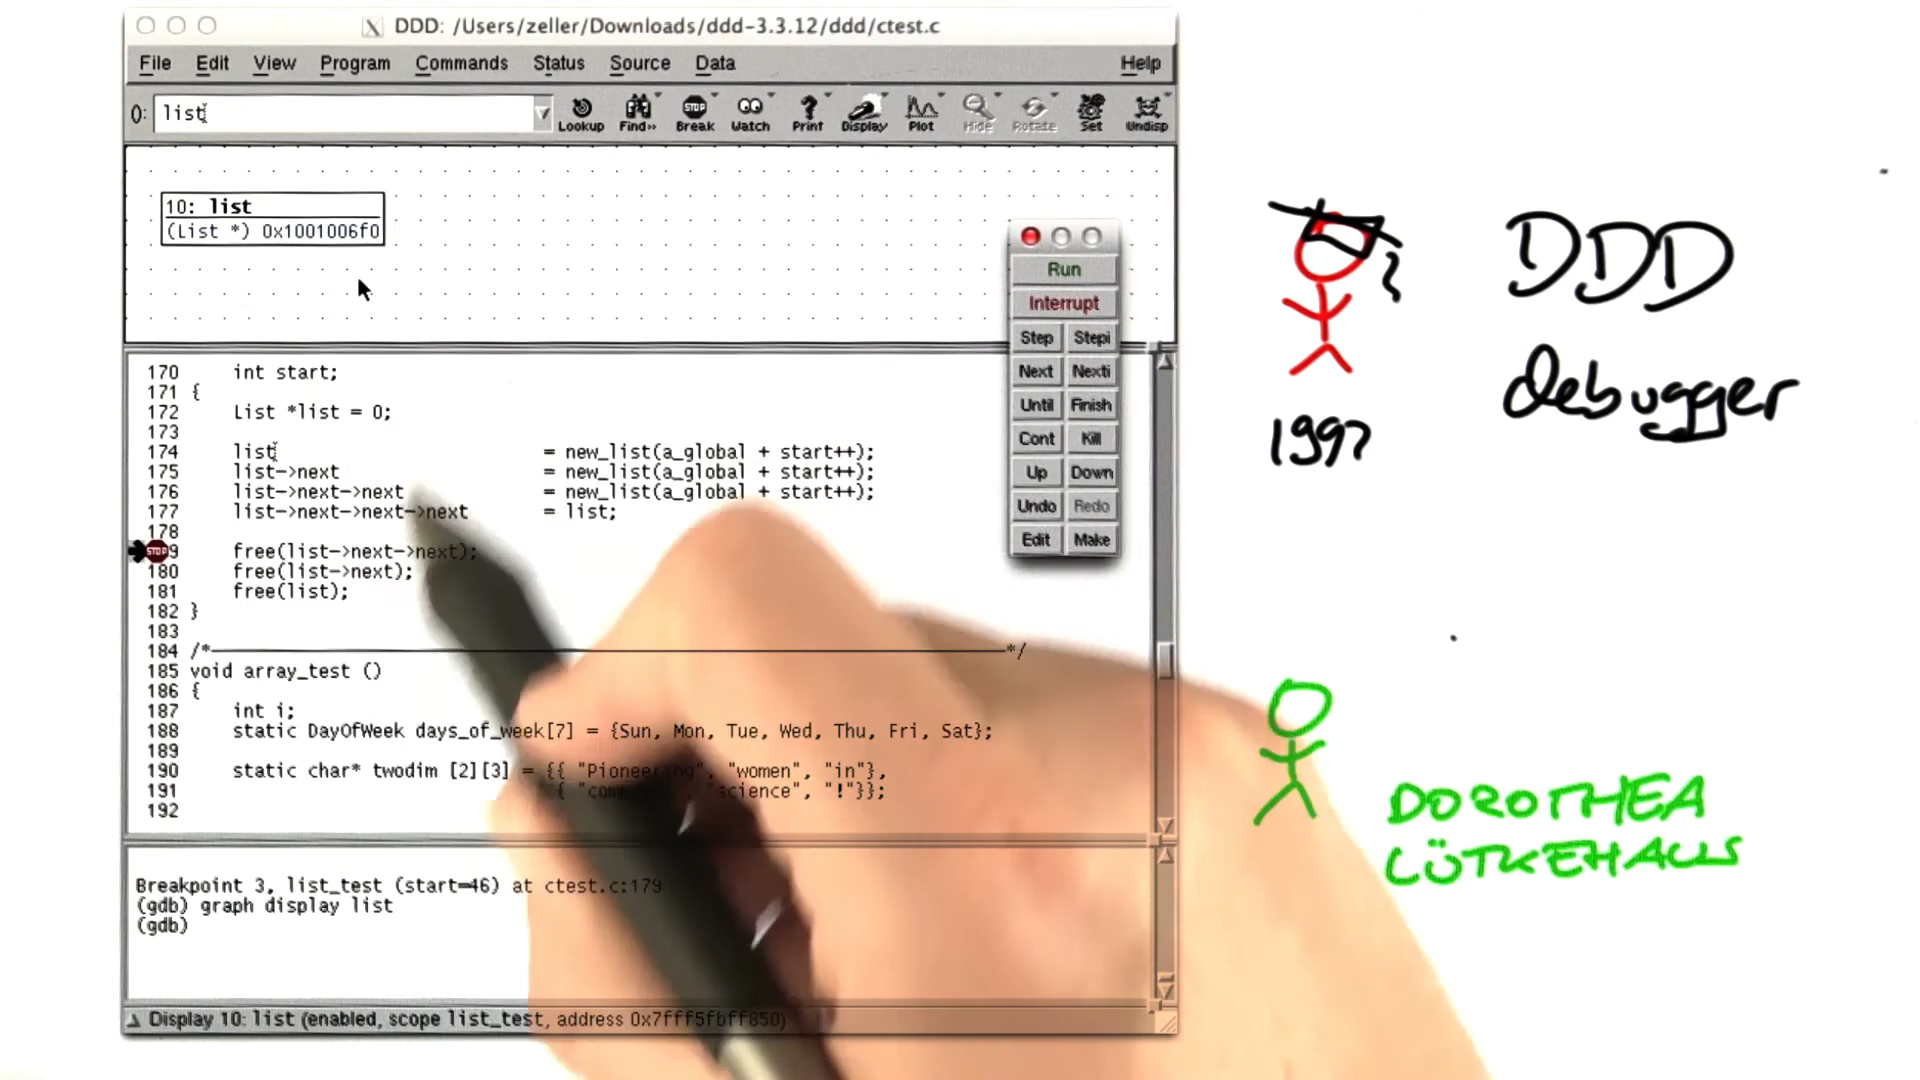 DDD: /Users/zeller/Downloads/ddd-3.3.12/ddd/ctest.c
File Edit View Program Commands Status Source Data Help
(): list
Lookup Find>> Break Watch Print Display Plot Hide Rotate Set Undisp
10: list
(List *) 0x1001006f0
Run
Interrupt
Step Stepi
Next Nexti
Until Finish
Cont Kill
Up Down
Undo Redo
Edit Make
170 int start;
171 {
172 List *list = 0;
173
174 list = new_list(a_global + start++);
175 list->next = new_list(a_global + start++);
176 list->next->next = new_list(a_global + start++);
177 list->next->next->next = list;
178
STOP 9 free(list->next->next);
180 free(list->next);
181 free(list);
182 }
183
184 /* */
185 void array_test ()
186 {
187 int i;
188 static DayOfWeek days_of_week[7] = {Sun, Mon, Tue, Wed, Thu, Fri, Sat};
189
190 static char* twodim [2][3] = {{ "Pioneering", "women", "in"},
191 { "science", "!"}};
192
Breakpoint 3, list_test (start=46) at ctest.c:179
(gdb) graph display list
(gdb)
Display 10: list (enabled, scope list_test, address 0x7fff5fbff850)
DDD
debugger
1997
DOROTHEA
LÜTKEHAUS